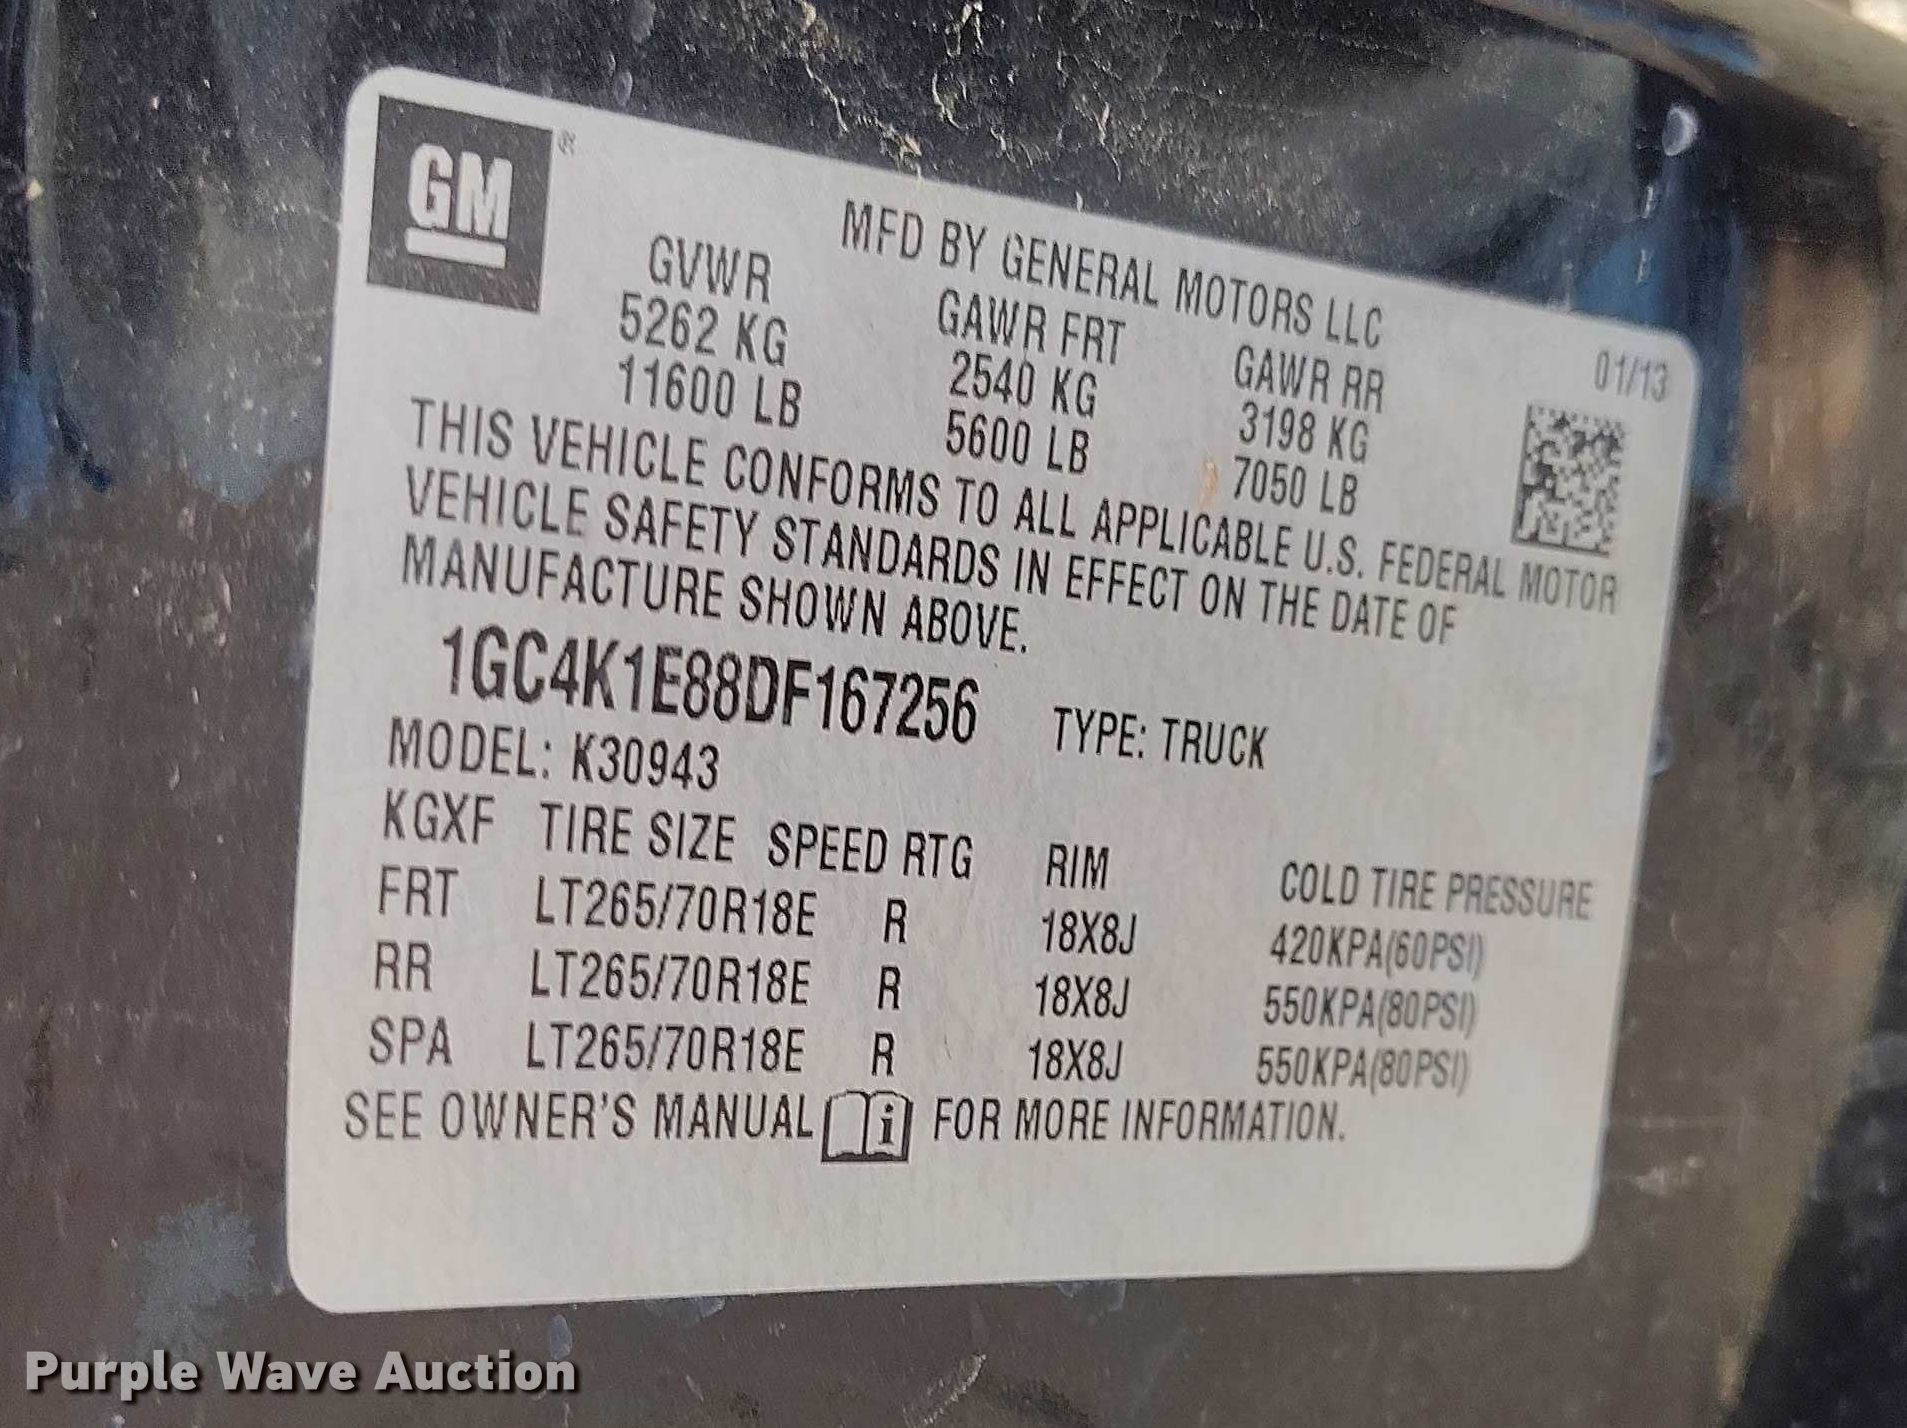 GM®
MFD BY GENERAL MOTORS LLC
01/13
GVWR GAWR FRT GAWR RR
5262 KG 2540 KG 3198 KG
11600 LB 5600 LB 7050 LB
THIS VEHICLE CONFORMS TO ALL APPLICABLE U.S. FEDERAL MOTOR
VEHICLE SAFETY STANDARDS IN EFFECT ON THE DATE OF
MANUFACTURE SHOWN ABOVE.
1GC4K1E88DF167256 TYPE: TRUCK
MODEL: K30943
KGXF TIRE SIZE SPEED RTG RIM COLD TIRE PRESSURE
FRT LT265/70R18E R 18X8J 420KPA(60PSI)
RR LT265/70R18E R 18X8J 550KPA(80PSI)
SPA LT265/70R18E R 18X8J 550KPA(80PSI)
SEE OWNER'S MANUAL i FOR MORE INFORMATION.
Purple Wave Auction